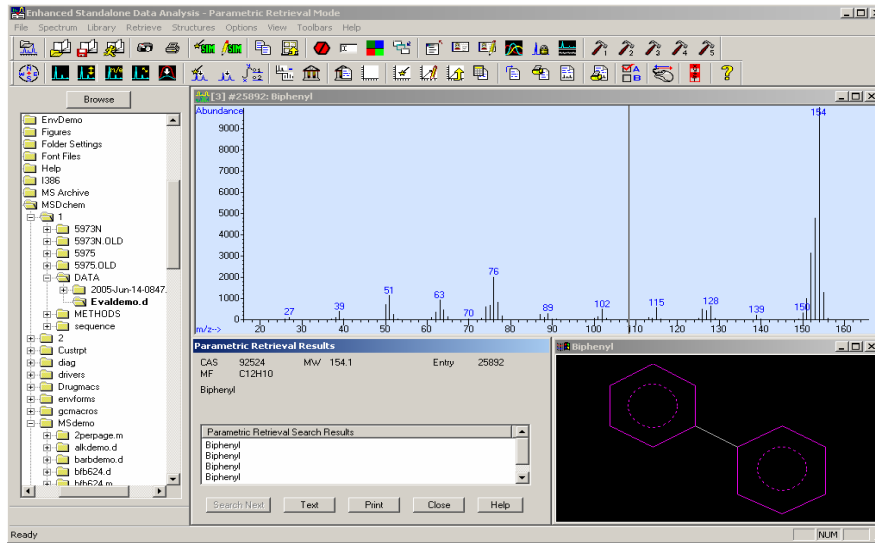 Enhanced Standalone Data Analysis - Parametric Retrieval Mode
File Spectrum Library Retrieve Structures Options View Toolbars Help
Browse
EnvDemo
Figures
Folder Settings
Font Files
Help
I386
MS Archive
MSDchem
1
5973N
5973N.OLD
5975
5975.OLD
DATA
2005-Jun-14-0847.
Evaldemo.d
METHODS
sequence
2
Custrpt
diag
drivers
Drugmacs
envforms
gcmacros
MSdemo
2perpage.m
alkdemo.d
barbdemo.d
bfb624.d
bfb624.m
[3] #25892: Biphenyl
Abundance
154
9000
8000
7000
6000
5000
4000
3000
2000
1000
0
76
51
63
39
27
70
89
102
115
128
139
150
m/z-->
20 30 40 50 60 70 80 90 100 110 120 130 140 150 160
Parametric Retrieval Results
CAS 92524 MW 154.1 Entry 25892
MF C12H10
Biphenyl
Parametric Retrieval Search Results
Biphenyl
Biphenyl
Biphenyl
Biphenyl
Search Next Text Print Close Help
Biphenyl
Ready
NUM